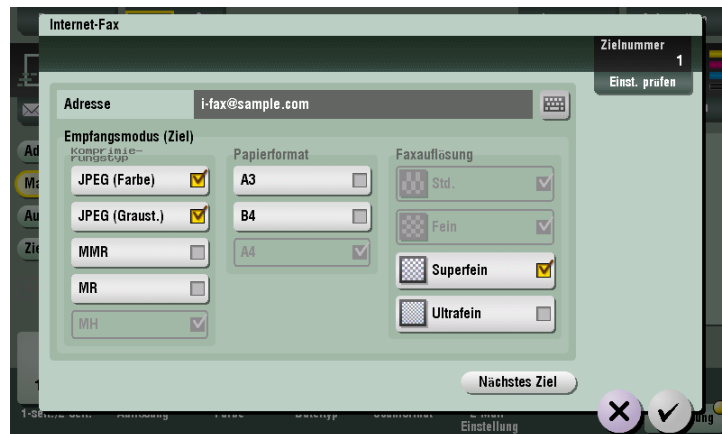 Internet-Fax
Zielnummer
1
Einst. prüfen
Adresse
i-fax@sample.com
Empfangsmodus (Ziel)
Komprimie-
rungstyp
Papierformat
Faxauflösung
JPEG (Farbe)
A3
Std.
JPEG (Graust.)
B4
Fein
MMR
A4
Superfein
MR
Ultrafein
MH
Nächstes Ziel
Einstellung